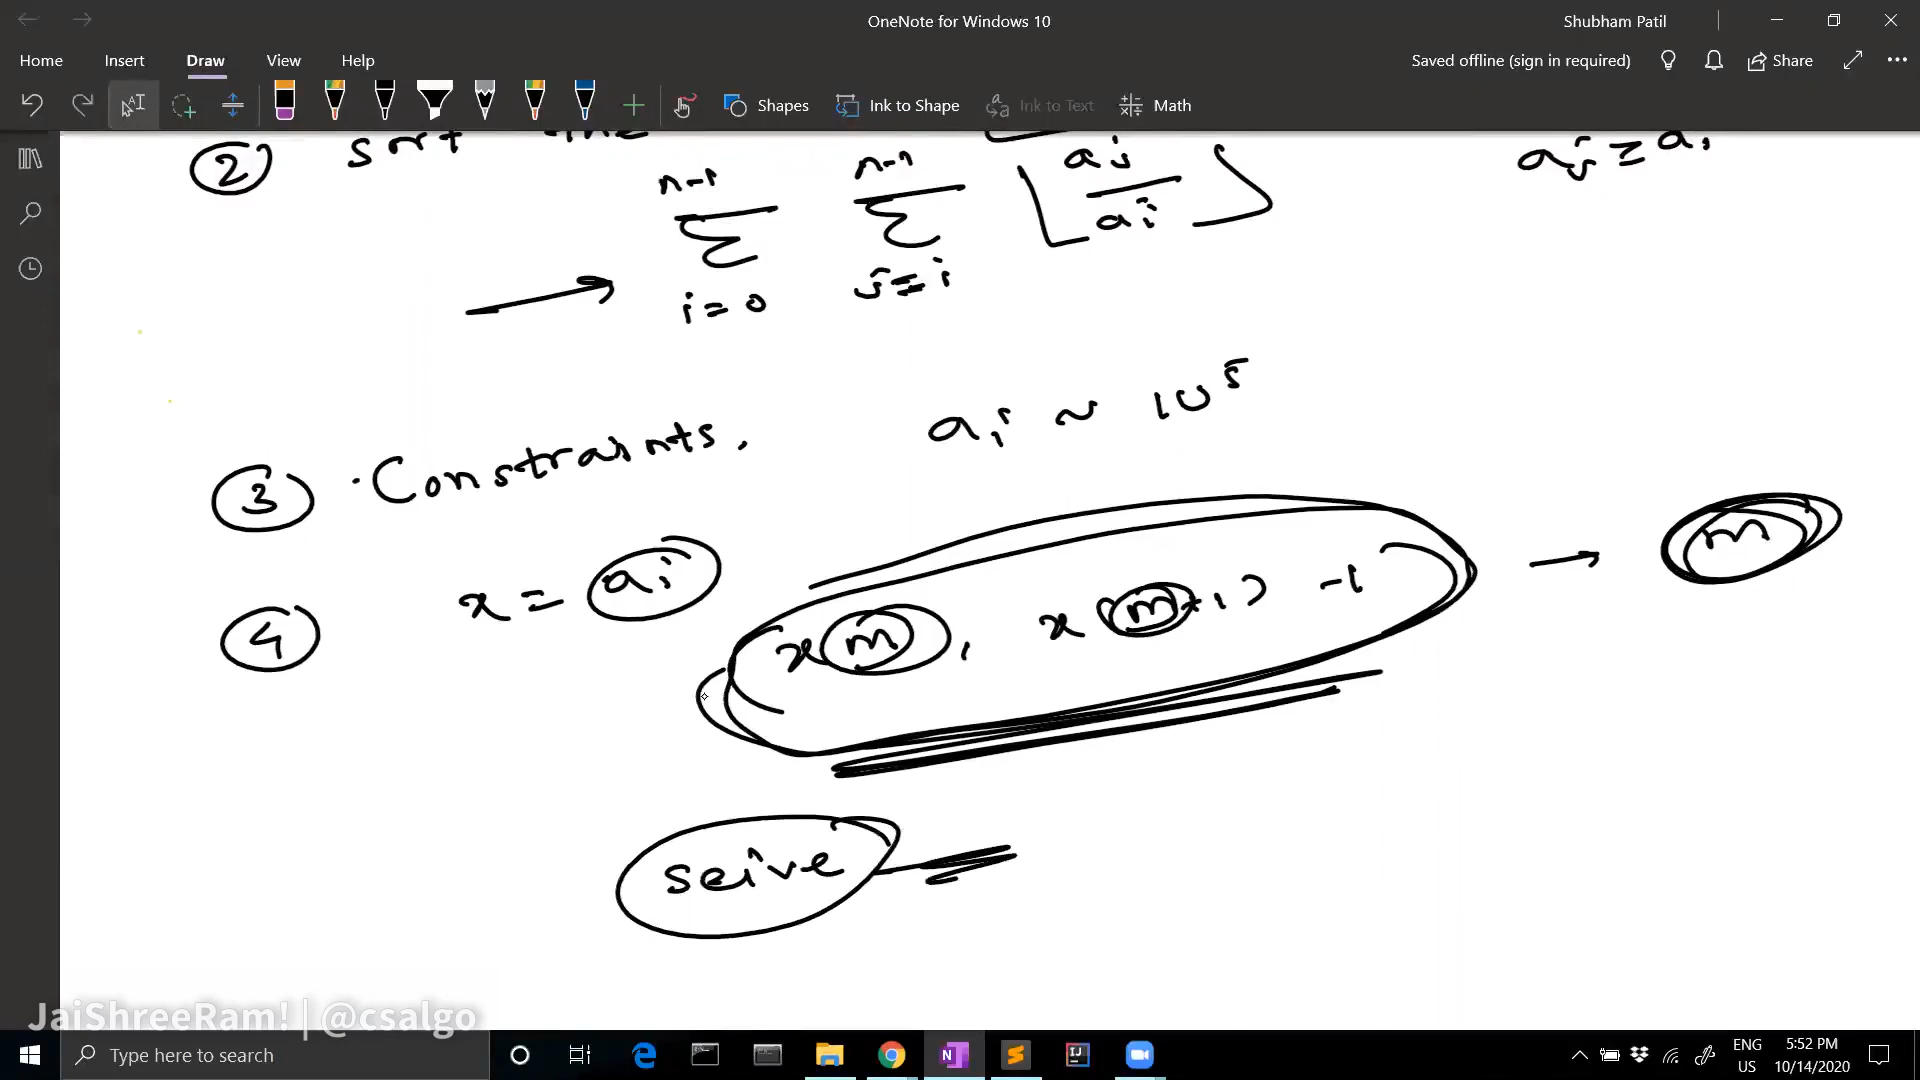 OneNote for Windows 10
Shubham Patil
Home Insert Draw View Help
Saved offline (sign in required) Share
Shapes Ink to Shape Ink to Text Math
2 sort the
n-1 n-1 aj
Σ Σ ai
i=0 j=i
aj ≥ ai
3 . Constraints. ai ~ 10^5
4 x = ai xm, x(m+1) -1 → m
seive
JaiShreeRam! | @csalgo
Type here to search
ENG
US
5:52 PM
10/14/2020